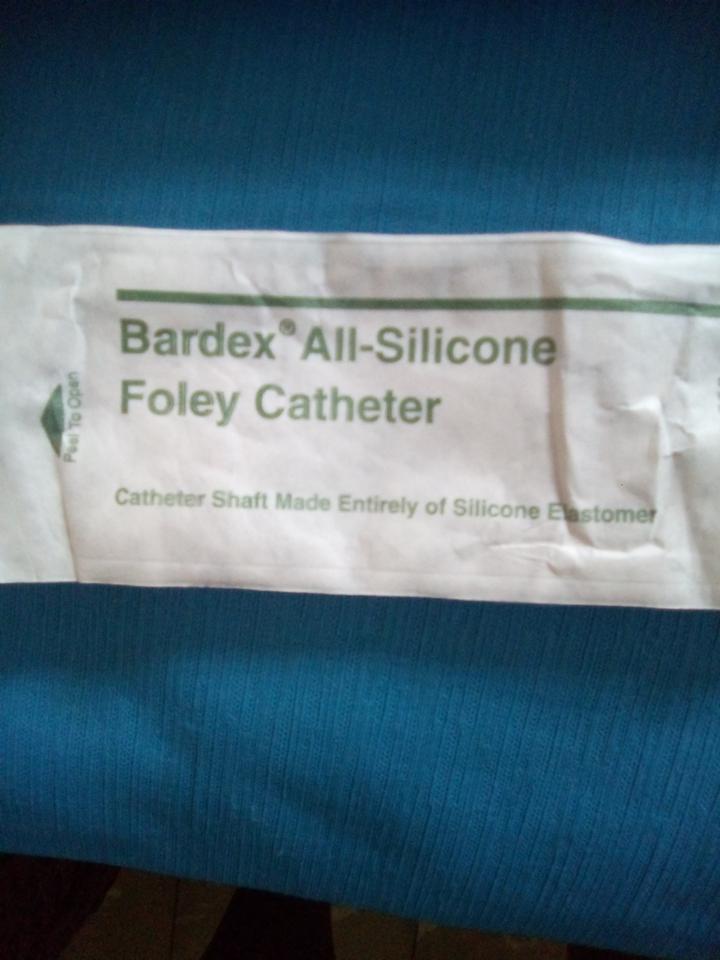 Bardex® All-Silicone
Foley Catheter
Peel To Open
Catheter Shaft Made Entirely of Silicone Elastomer